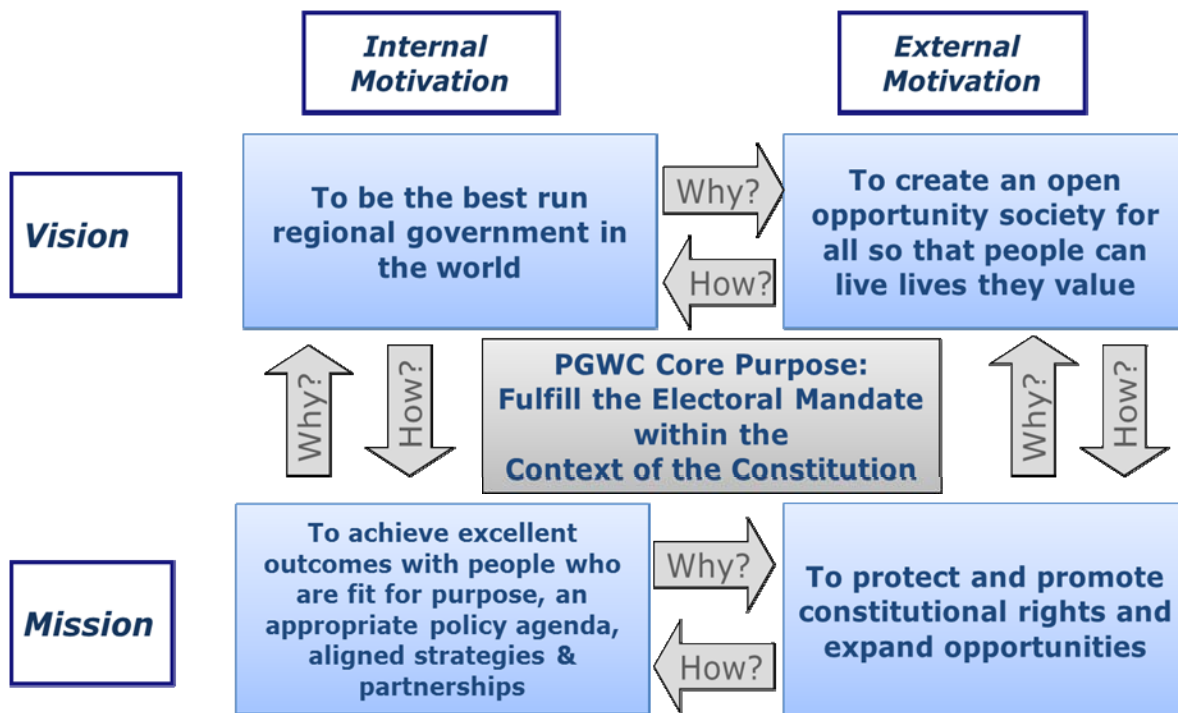 Internal
Motivation
External
Motivation
Vision
To be the best run
regional government in
the world
Why?
How?
To create an open
opportunity society for
all so that people can
live lives they value
Why?
How?
PGWC Core Purpose:
Fulfill the Electoral Mandate
within the
Context of the Constitution
Why?
How?
Mission
To achieve excellent
outcomes with people who
are fit for purpose, an
appropriate policy agenda,
aligned strategies &
partnerships
Why?
How?
To protect and promote
constitutional rights and
expand opportunities